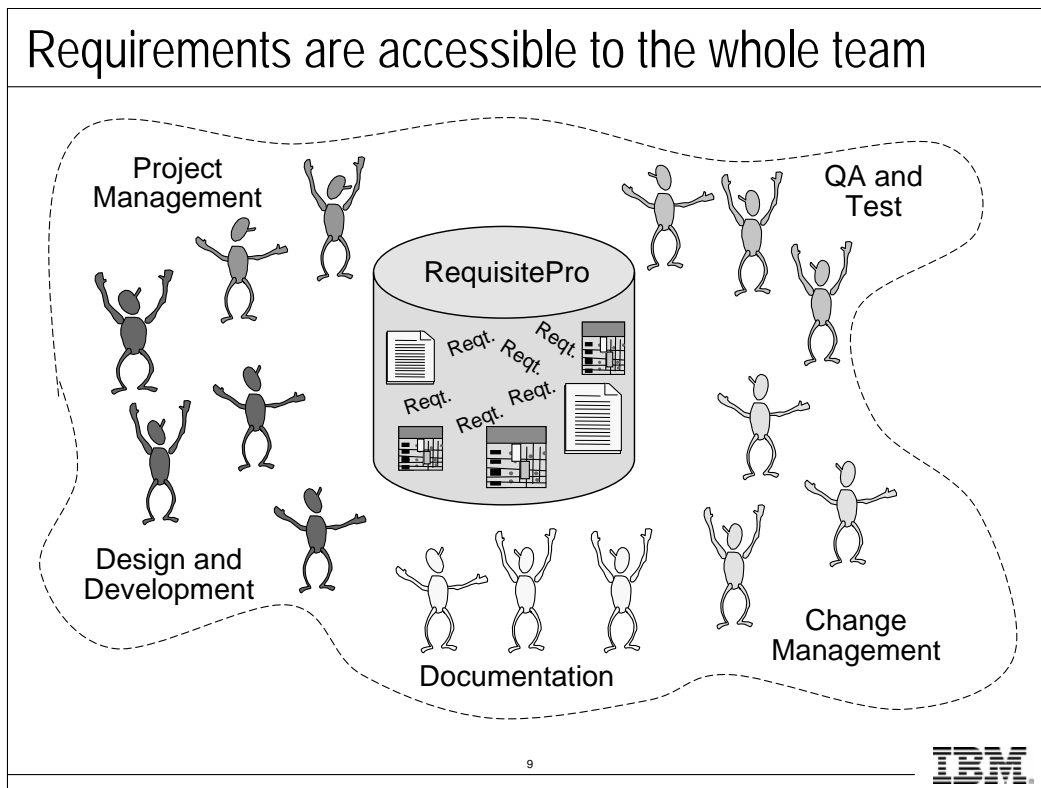 Requirements are accessible to the whole team
Project
Management
QA and
Test
RequisitePro
Reqt.
Reqt.
Reqt.
Reqt.
Reqt.
Reqt.
Design and
Development
Change
Management
Documentation
9
IBM.